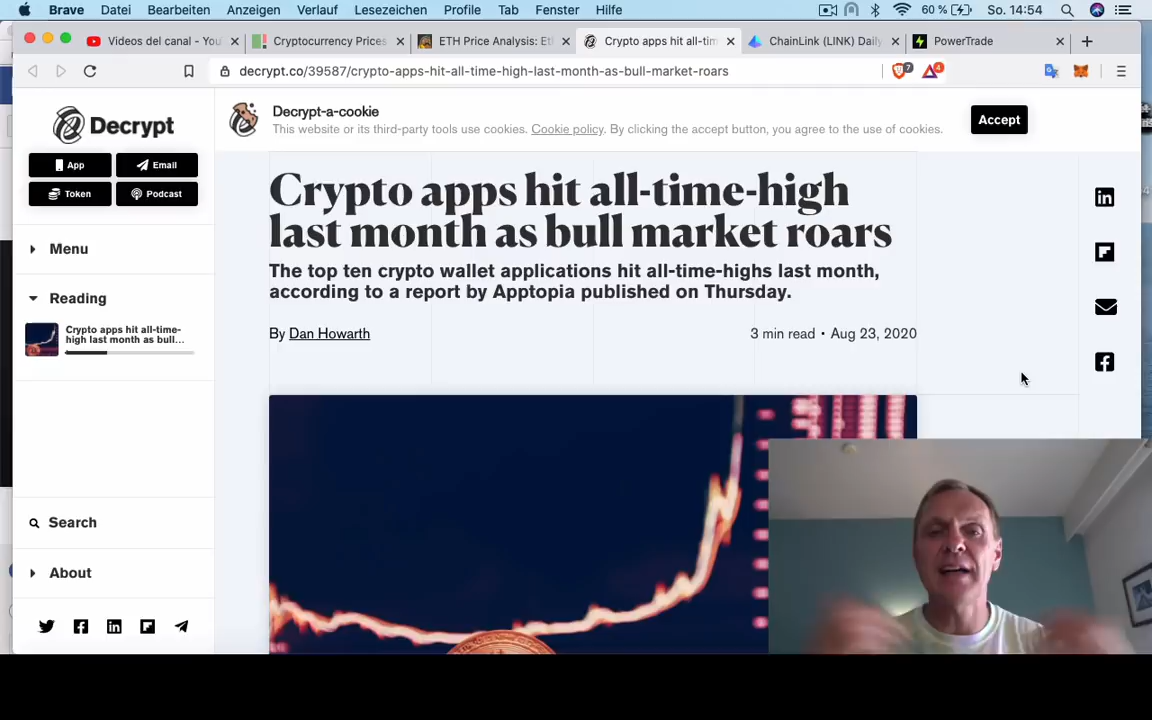 Brave Datei Bearbeiten Anzeigen Verlauf Lesezeichen Profile Tab Fenster Hilfe 60 % So. 14:54
Videos del canal - You
Cryptocurrency Prices
ETH Price Analysis: Eth
Crypto apps hit all-tim
ChainLink (LINK) Daily
PowerTrade
decrypt.co/39587/crypto-apps-hit-all-time-high-last-month-as-bull-market-roars
7
4
Decrypt
App Email
Token Podcast
Menu
Reading
Crypto apps hit all-time-
high last month as bull...
Search
About
Decrypt-a-cookie
This website or its third-party tools use cookies. Cookie policy. By clicking the accept button, you agree to the use of cookies.
Accept
Crypto apps hit all-time-high
last month as bull market roars
The top ten crypto wallet applications hit all-time-highs last month,
according to a report by Apptopia published on Thursday.
By Dan Howarth
3 min read • Aug 23, 2020